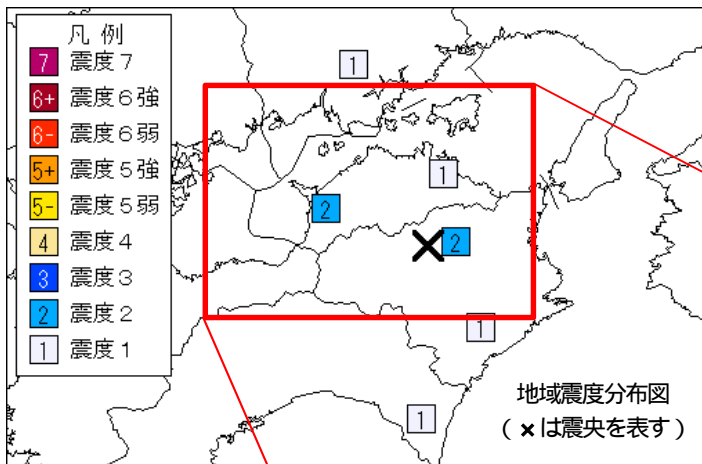 凡 例
7 震度７
6+ 震度６強
6- 震度６弱
5+ 震度５強
5- 震度５弱
4 震度４
3 震度３
2 震度２
1 震度１
1
1
2
2
1
1
地域震度分布図
（ ×は震央を表す ）